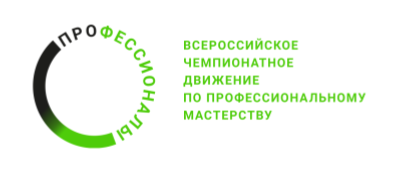 ПРОФЕССИОНАЛЫ
ВСЕРОССИЙСКОЕ
ЧЕМПИОНАТНОЕ
ДВИЖЕНИЕ
ПО ПРОФЕССИОНАЛЬНОМУ
МАСТЕРСТВУ